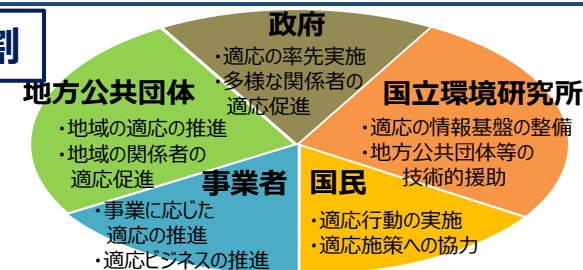 割
政府
・適応の率先実施
・多様な関係者の
適応促進
地方公共団体
・地域の適応の推進
・地域の関係者の
適応促進
国立環境研究所
・適応の情報基盤の整備
・地方公共団体等の
技術的援助
事業者
・事業に応じた
適応の推進
・適応ビジネスの推進
国民
・適応行動の実施
・適応施策への協力